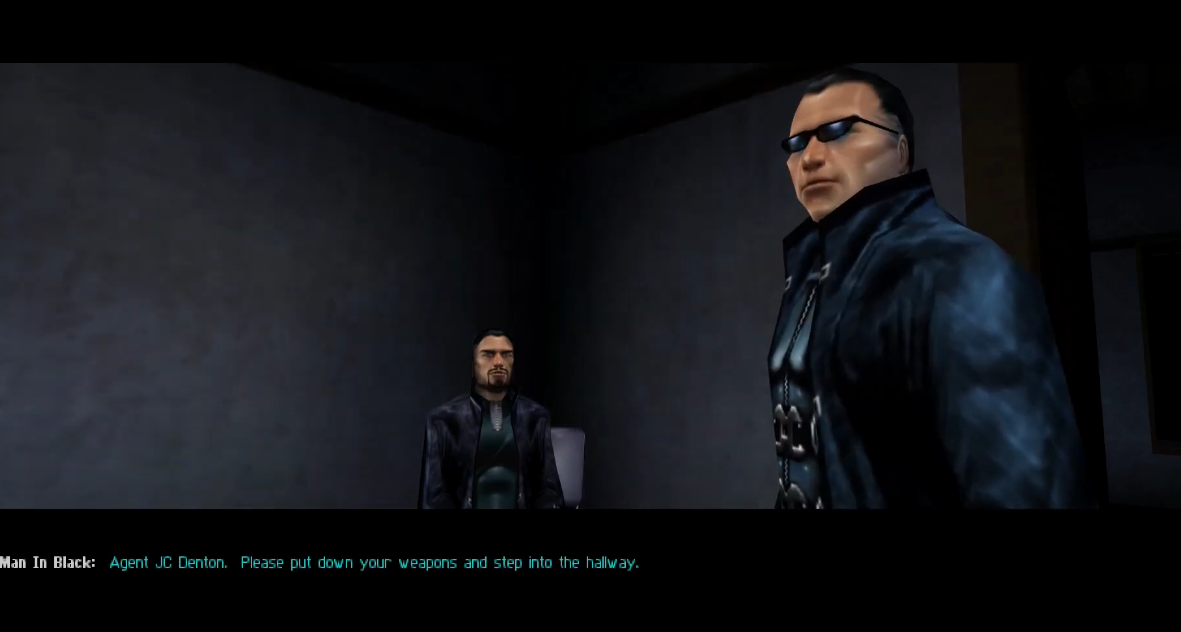 Man In Black: Agent JC Denton. Please put down your weapons and step into the hallway.